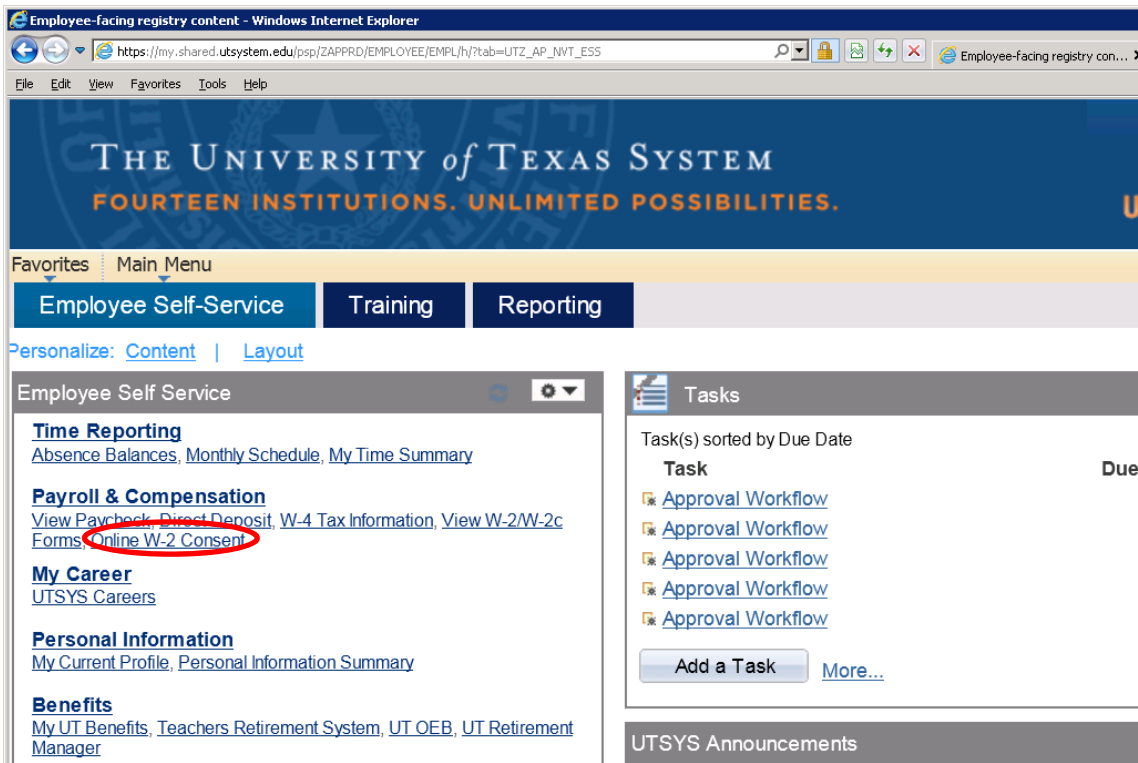 Employee-facing registry content - Windows Internet Explorer
https://my.shared.utsystem.edu/psp/ZAPPRD/EMPLOYEE/EMPL/h/?tab=UTZ_AP_NVT_ESS
Employee-facing registry con...
File Edit View Favorites Tools Help
THE UNIVERSITY of TEXAS SYSTEM
FOURTEEN INSTITUTIONS. UNLIMITED POSSIBILITIES.
U
Favorites Main Menu
Employee Self-Service Training Reporting
Personalize: Content | Layout
Employee Self Service
Time Reporting
Absence Balances, Monthly Schedule, My Time Summary
Payroll & Compensation
View Paycheck, Direct Deposit, W-4 Tax Information, View W-2/W-2c
Forms, Online W-2 Consent
My Career
UTSYS Careers
Personal Information
My Current Profile, Personal Information Summary
Benefits
My UT Benefits, Teachers Retirement System, UT OEB, UT Retirement
Manager
Tasks
Task(s) sorted by Due Date
Task Due
Approval Workflow
Approval Workflow
Approval Workflow
Approval Workflow
Approval Workflow
Add a Task More...
UTSYS Announcements